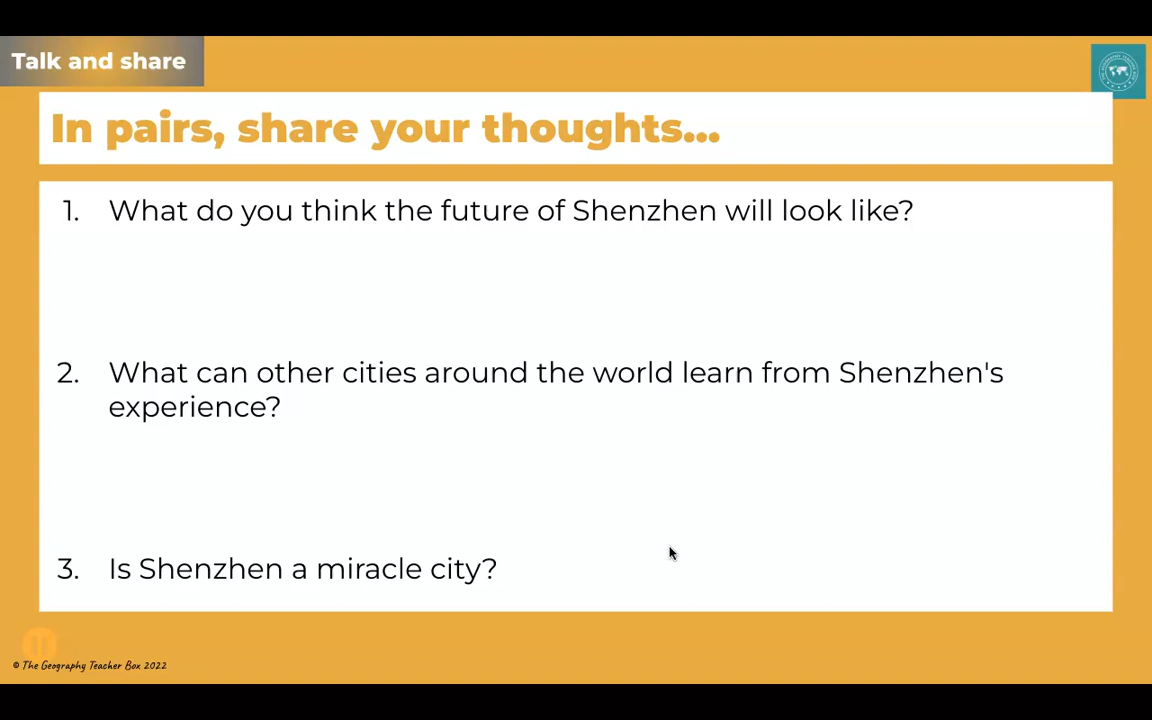 Talk and share
In pairs, share your thoughts...
1. What do you think the future of Shenzhen will look like?
2. What can other cities around the world learn from Shenzhen's
experience?
3. Is Shenzhen a miracle city?
© The Geography Teacher Box 2022